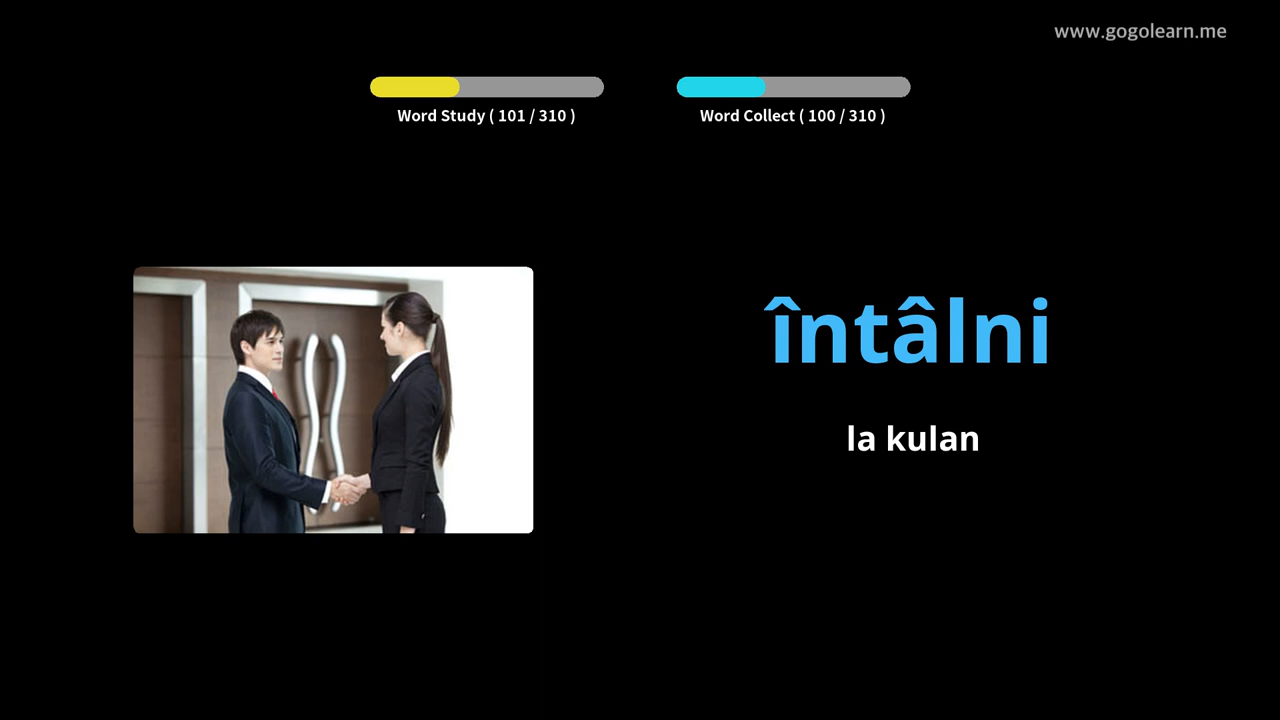 www.gogolearn.me
Word Study ( 101 / 310 )
Word Collect ( 100 / 310 )
întâlni
la kulan